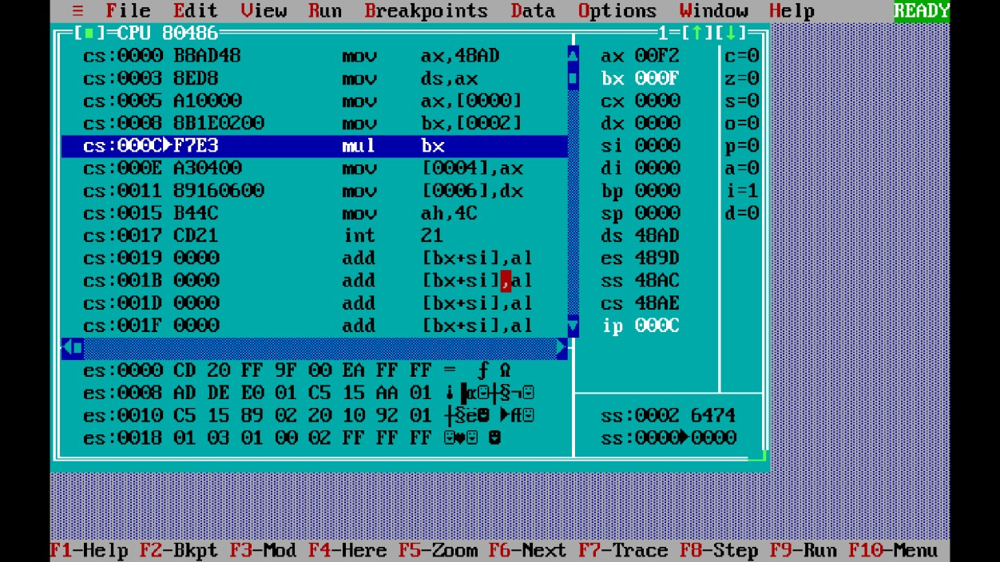 ≡ File Edit View Run Breakpoints Data Options Window Help READY
[■]=CPU 80486 1=[↑][↓]
cs:0000 B8AD48 mov ax,48AD ax 00F2 c=0
cs:0003 8ED8 mov ds,ax bx 000F z=0
cs:0005 A10000 mov ax,[0000] cx 0000 s=0
cs:0008 8B1E0200 mov bx,[0002] dx 0000 o=0
cs:000C►F7E3 mul bx si 0000 p=0
cs:000E A30400 mov [0004],ax di 0000 a=0
cs:0011 89160600 mov [0006],dx bp 0000 i=1
cs:0015 B44C mov ah,4C sp 0000 d=0
cs:0017 CD21 int 21 ds 48AD
cs:0019 0000 add [bx+si],al es 489D
cs:001B 0000 add [bx+si],al ss 48AC
cs:001D 0000 add [bx+si],al cs 48AE
cs:001F 0000 add [bx+si],al ip 000C
es:0000 CD 20 FF 9F 00 EA FF FF = ƒ Ω
es:0008 AD DE E0 01 C5 15 AA 01 ¡▐α☺┼§¬☺
es:0010 C5 15 89 02 20 10 92 01 ┼§ë☻ ►Æ☺ ss:0002 6474
es:0018 01 03 01 00 02 FF FF FF ☺♥☺ ☻ ss:0000►0000
F1-Help F2-Bkpt F3-Mod F4-Here F5-Zoom F6-Next F7-Trace F8-Step F9-Run F10-Menu